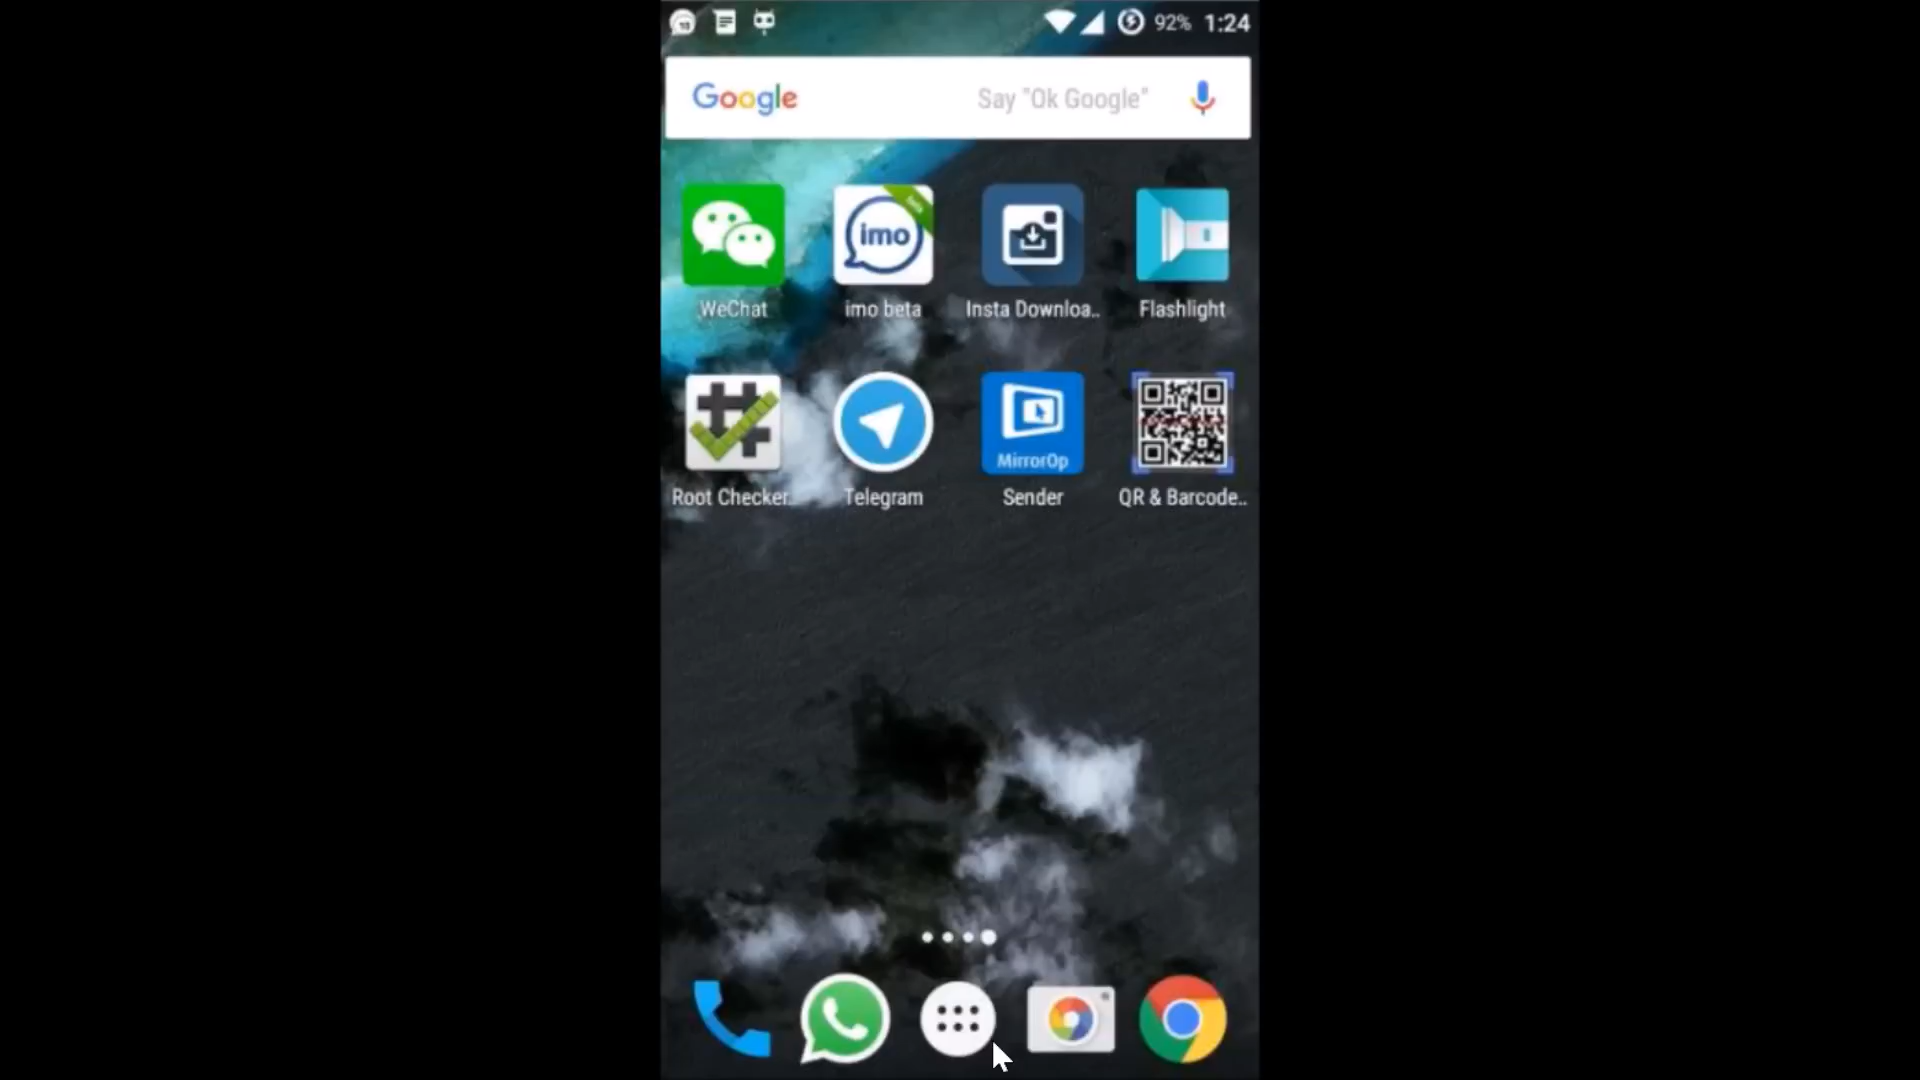 92% 1:24
Google Say "Ok Google"
imo beta
WeChat imo beta Insta Downloa.. Flashlight
MirrorOp
Root Checker.. Telegram Sender QR & Barcode..